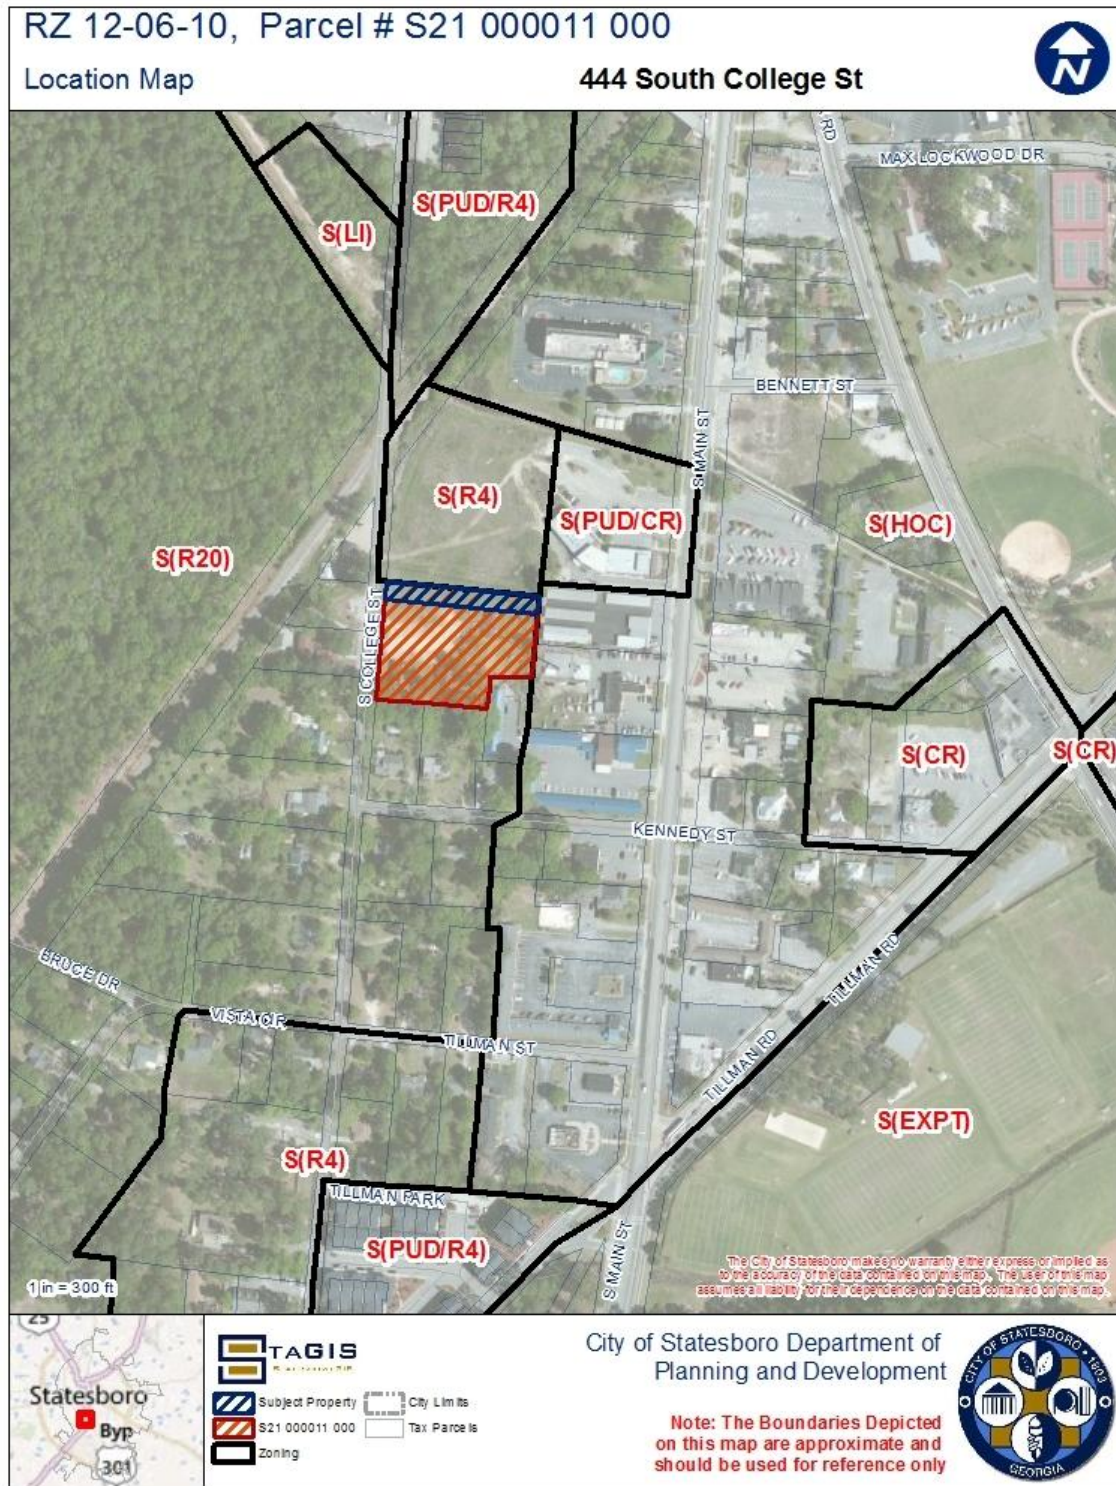 RZ 12-06-10, Parcel # S21 000011 000
Location Map
444 South College St
N
RD
MAX LOCKWOOD DR
S(PUD/R4)
S(LI)
BENNETT ST
S MAIN ST
S(R4)
S(PUD/CR)
S(HOC)
S(R20)
S COLLEGE ST
S(CR)
S(CR)
KENNEDY ST
BRUCE DR
TILLMAN RD
VISTA CIR
TILLMAN ST
TILLMAN RD
S(EXPT)
S(R4)
TILLMAN PARK
S(PUD/R4)
S MAIN ST
1 in = 300 ft
The City of Statesboro makes no warranty either express or implied as
to the accuracy of the data contained on this map. The user of this map
assumes all liability for their dependence on the data contained on this map.
25
Statesboro
Byp
301
STAGIS
Subject Property
City Limits
S21 000011 000
Tax Parcels
Zoning
City of Statesboro Department of
Planning and Development
Note: The Boundaries Depicted
on this map are approximate and
should be used for reference only
CITY OF STATESBORO · 1803
GEORGIA